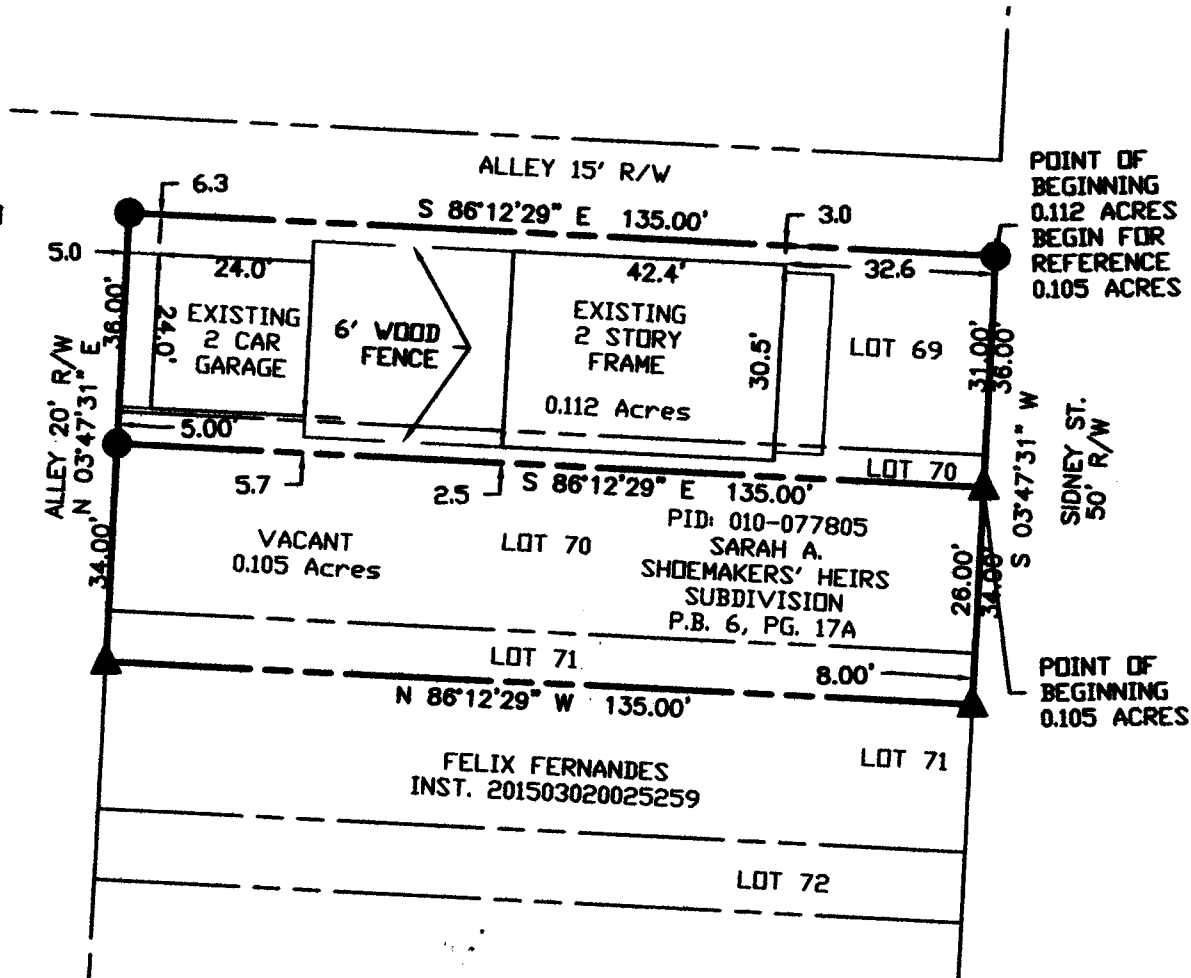 ALLEY 15' R/W
POINT OF
BEGINNING
0.112 ACRES
BEGIN FOR
REFERENCE
0.105 ACRES
6.3
S 86°12'29" E 135.00'
3.0
5.0
24.0'
42.4'
32.6
36.00'
24.0'
EXISTING
2 CAR
GARAGE
6' WOOD
FENCE
EXISTING
2 STORY
FRAME
30.5'
LOT 69
31.00'
36.00'
0.112 Acres
ALLEY 20' R/W
N 03°47'31" E
5.00'
LOT 70
S 03°47'31" W
SIDNEY ST.
50' R/W
5.7
2.5
S 86°12'29" E 135.00'
VACANT
0.105 Acres
LOT 70
PID: 010-077805
SARAH A.
SHOEMAKERS' HEIRS
SUBDIVISION
P.B. 6, PG. 17A
34.00'
26.00'
34.00'
LOT 71
8.00'
N 86°12'29" W 135.00'
POINT OF
BEGINNING
0.105 ACRES
LOT 71
FELIX FERNANDES
INST. 201503020025259
LOT 72